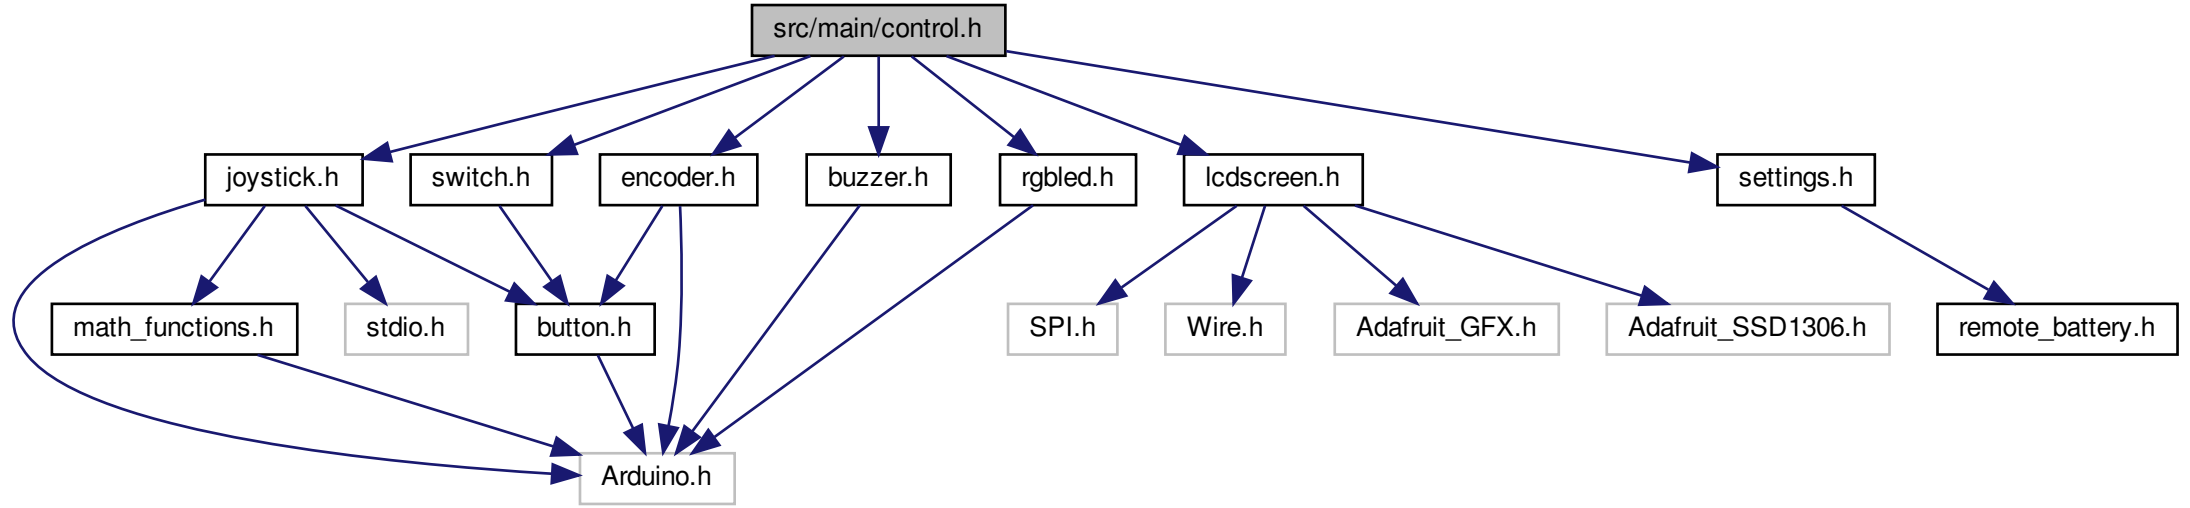 src/main/control.h
joystick.h
switch.h
encoder.h
buzzer.h
rgbled.h
lcdscreen.h
settings.h
math_functions.h
stdio.h
button.h
SPI.h
Wire.h
Adafruit_GFX.h
Adafruit_SSD1306.h
remote_battery.h
Arduino.h